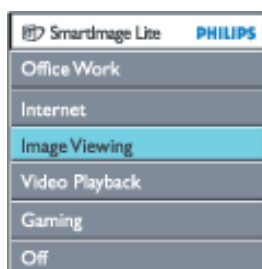 SmartImage Lite PHILIPS
Office Work
Internet
Image Viewing
Video Playback
Gaming
Off